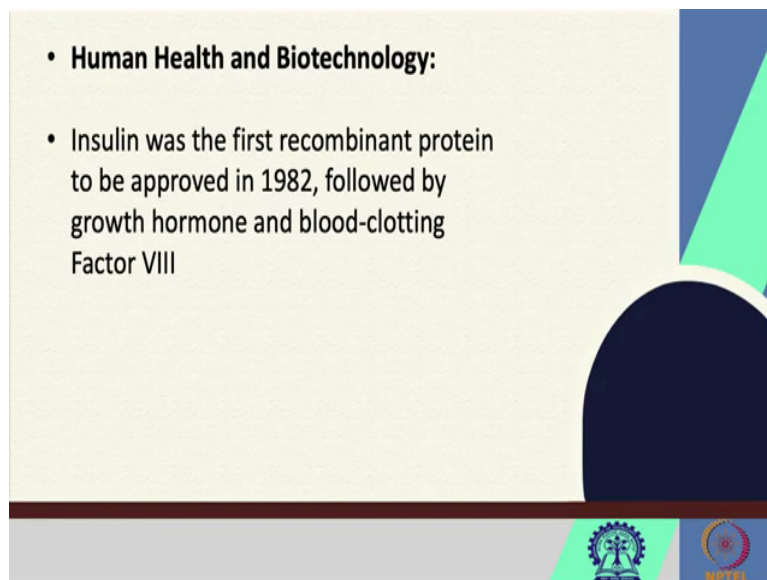 • Human Health and Biotechnology:
• Insulin was the first recombinant protein
to be approved in 1982, followed by
growth hormone and blood-clotting
Factor VIII
NPTEL